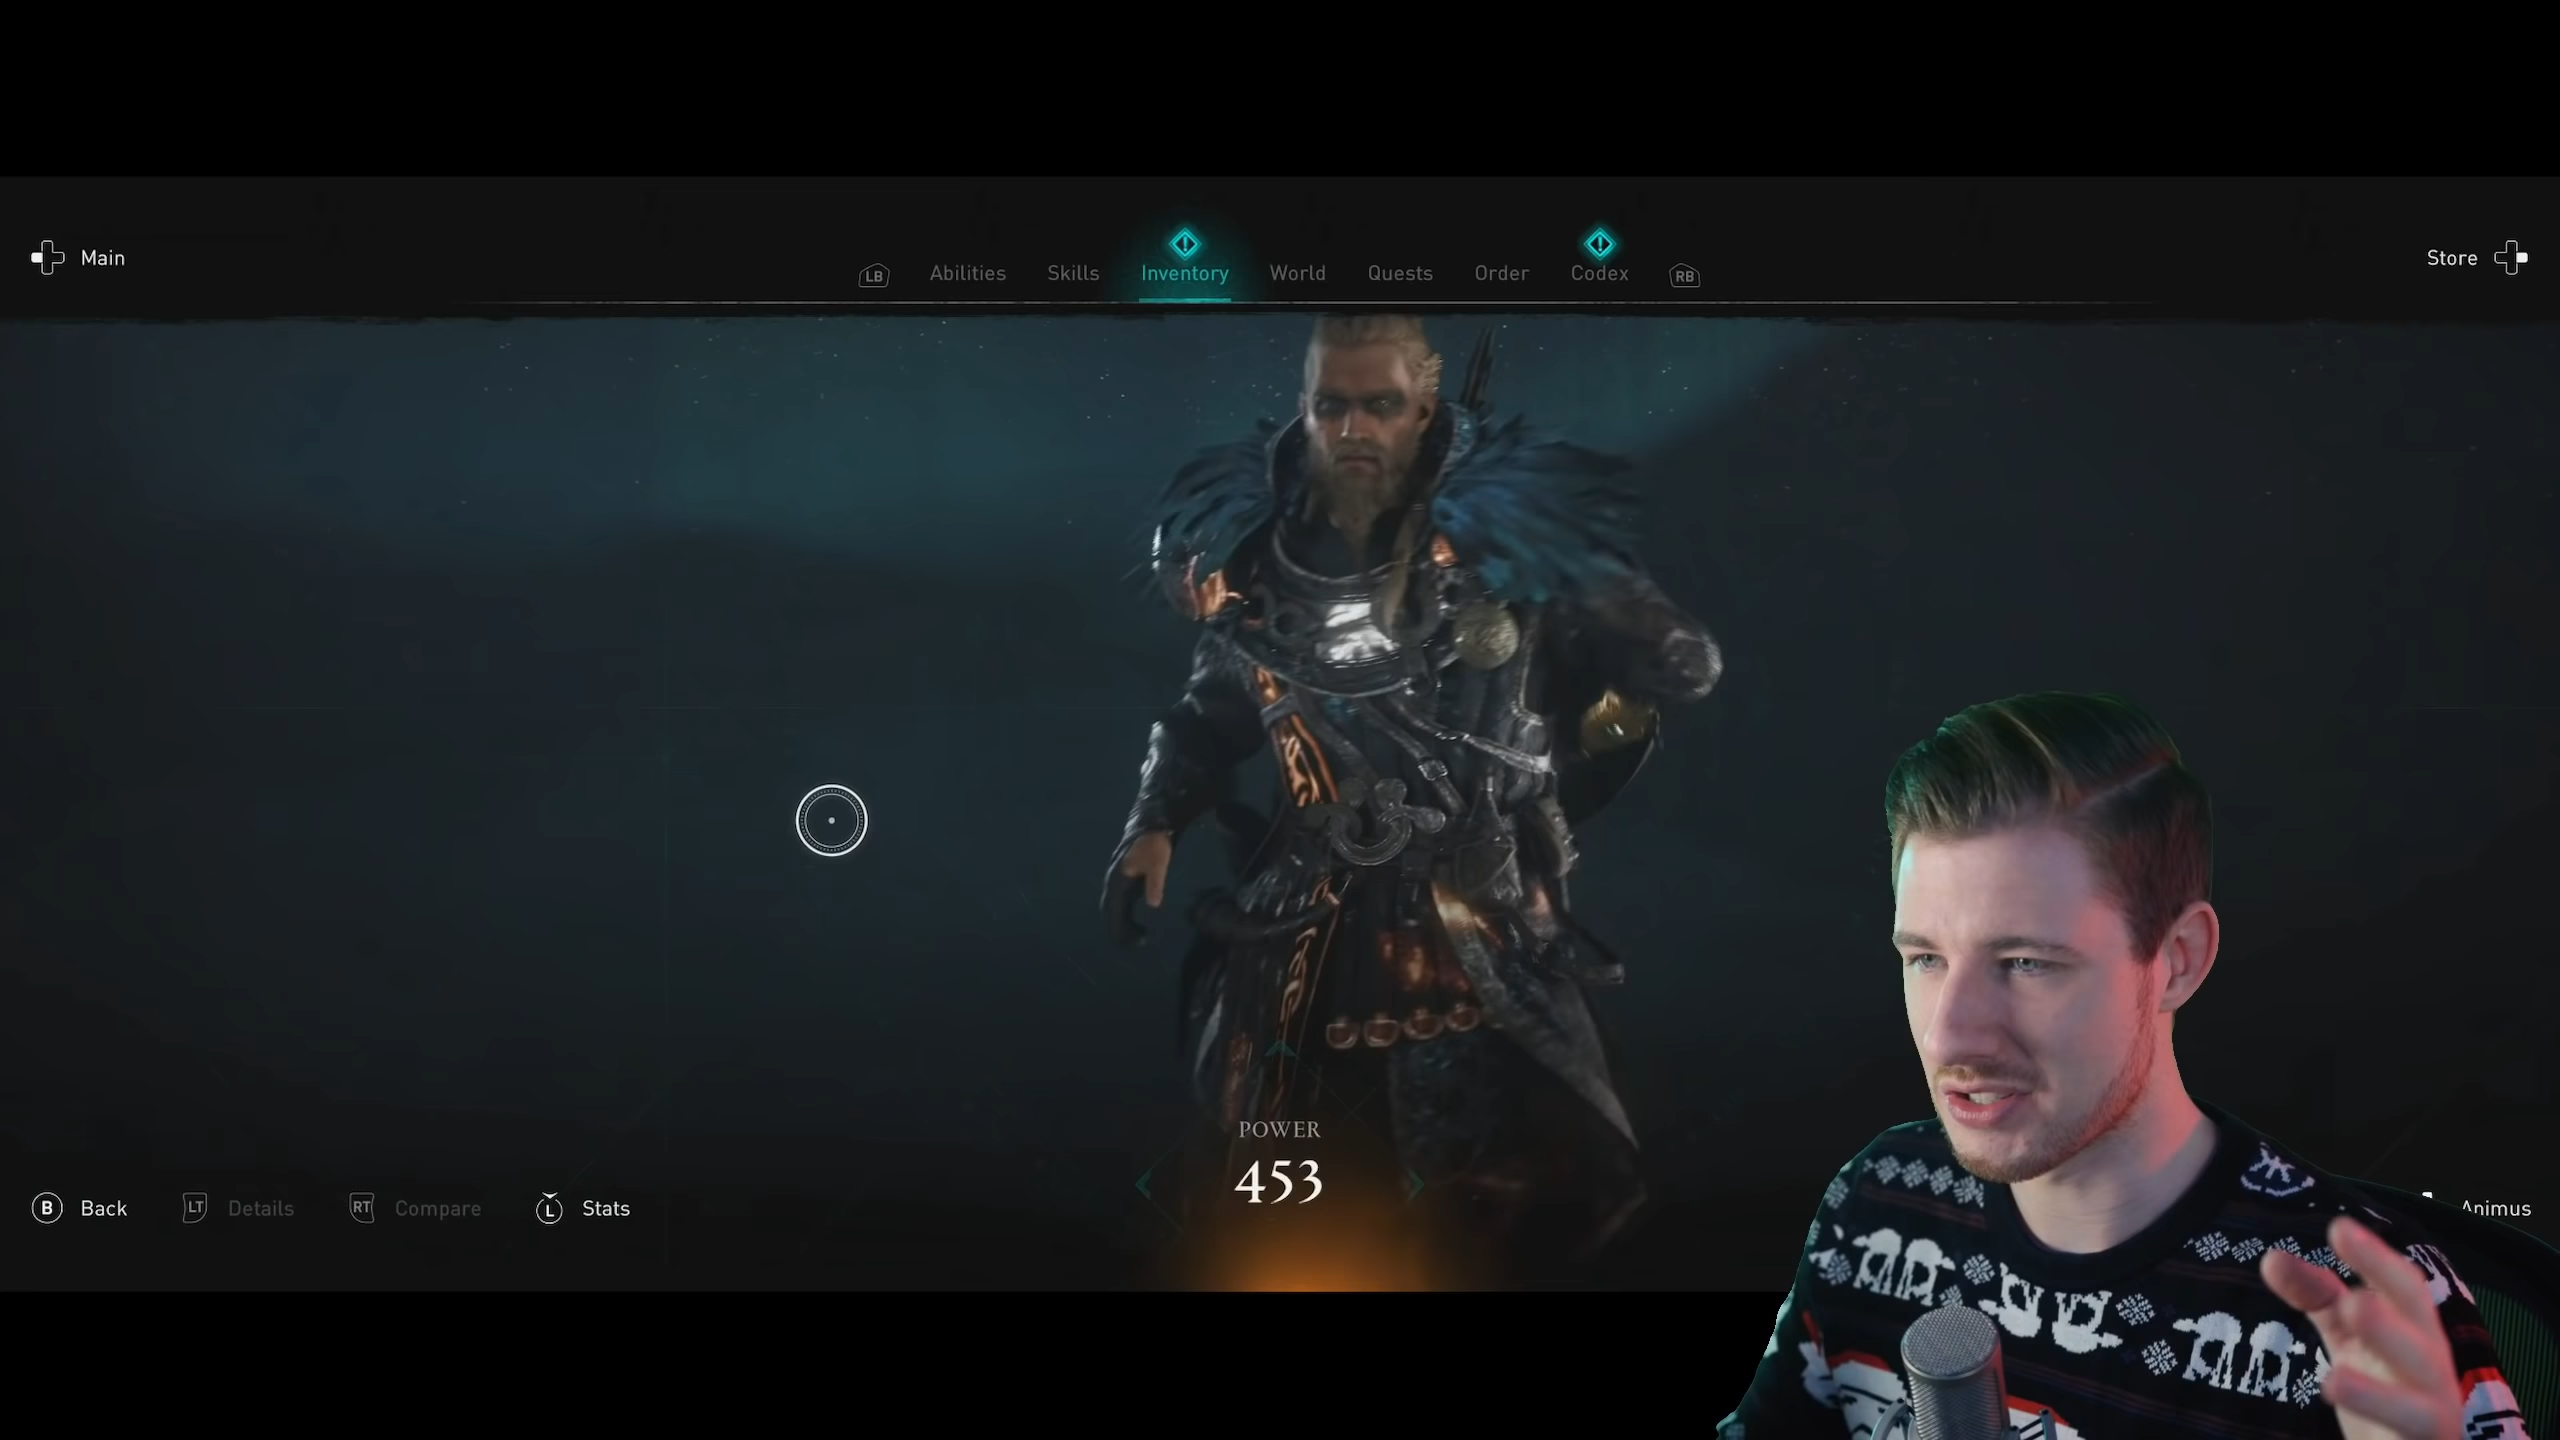 Main
LB Abilities Skills Inventory World Quests Order Codex RB
Store
POWER
453
B Back LT Details RT Compare L Stats
Animus